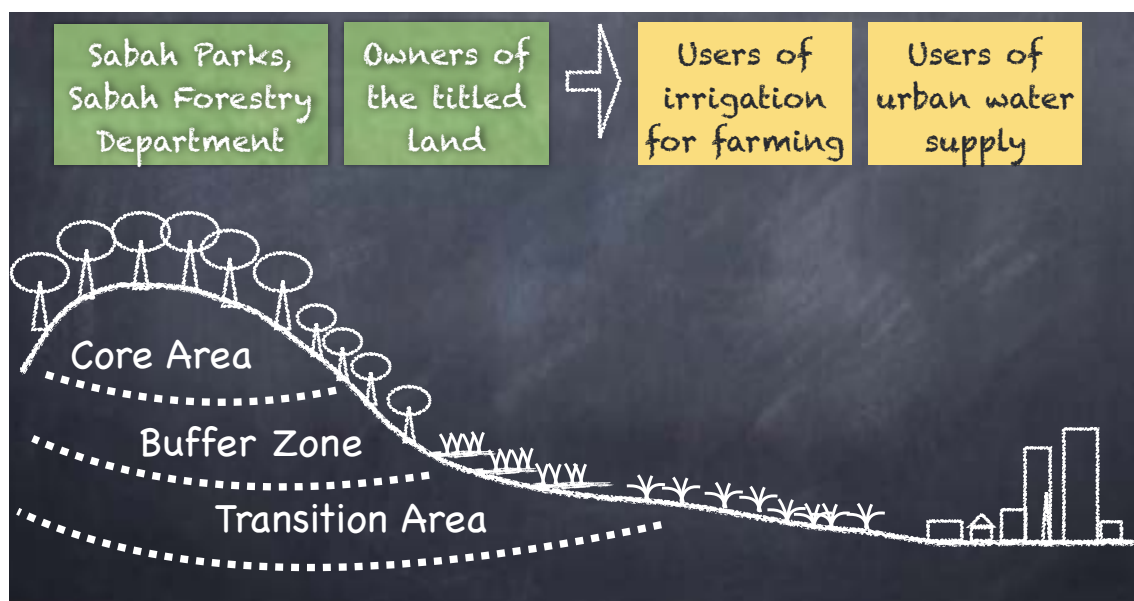 Sabah Parks,
Sabah Forestry
Department
Owners of
the titled
land
Users of
irrigation
for farming
Users of
urban water
supply
Core Area
Buffer Zone
Transition Area